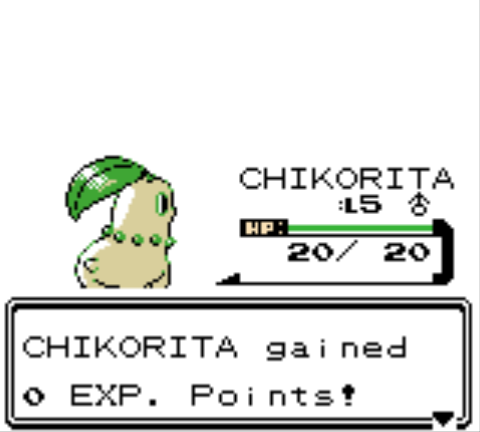 CHIKORITA
:L5 ♂
HP:
20/ 20
CHIKORITA gained
0 EXP. Points!